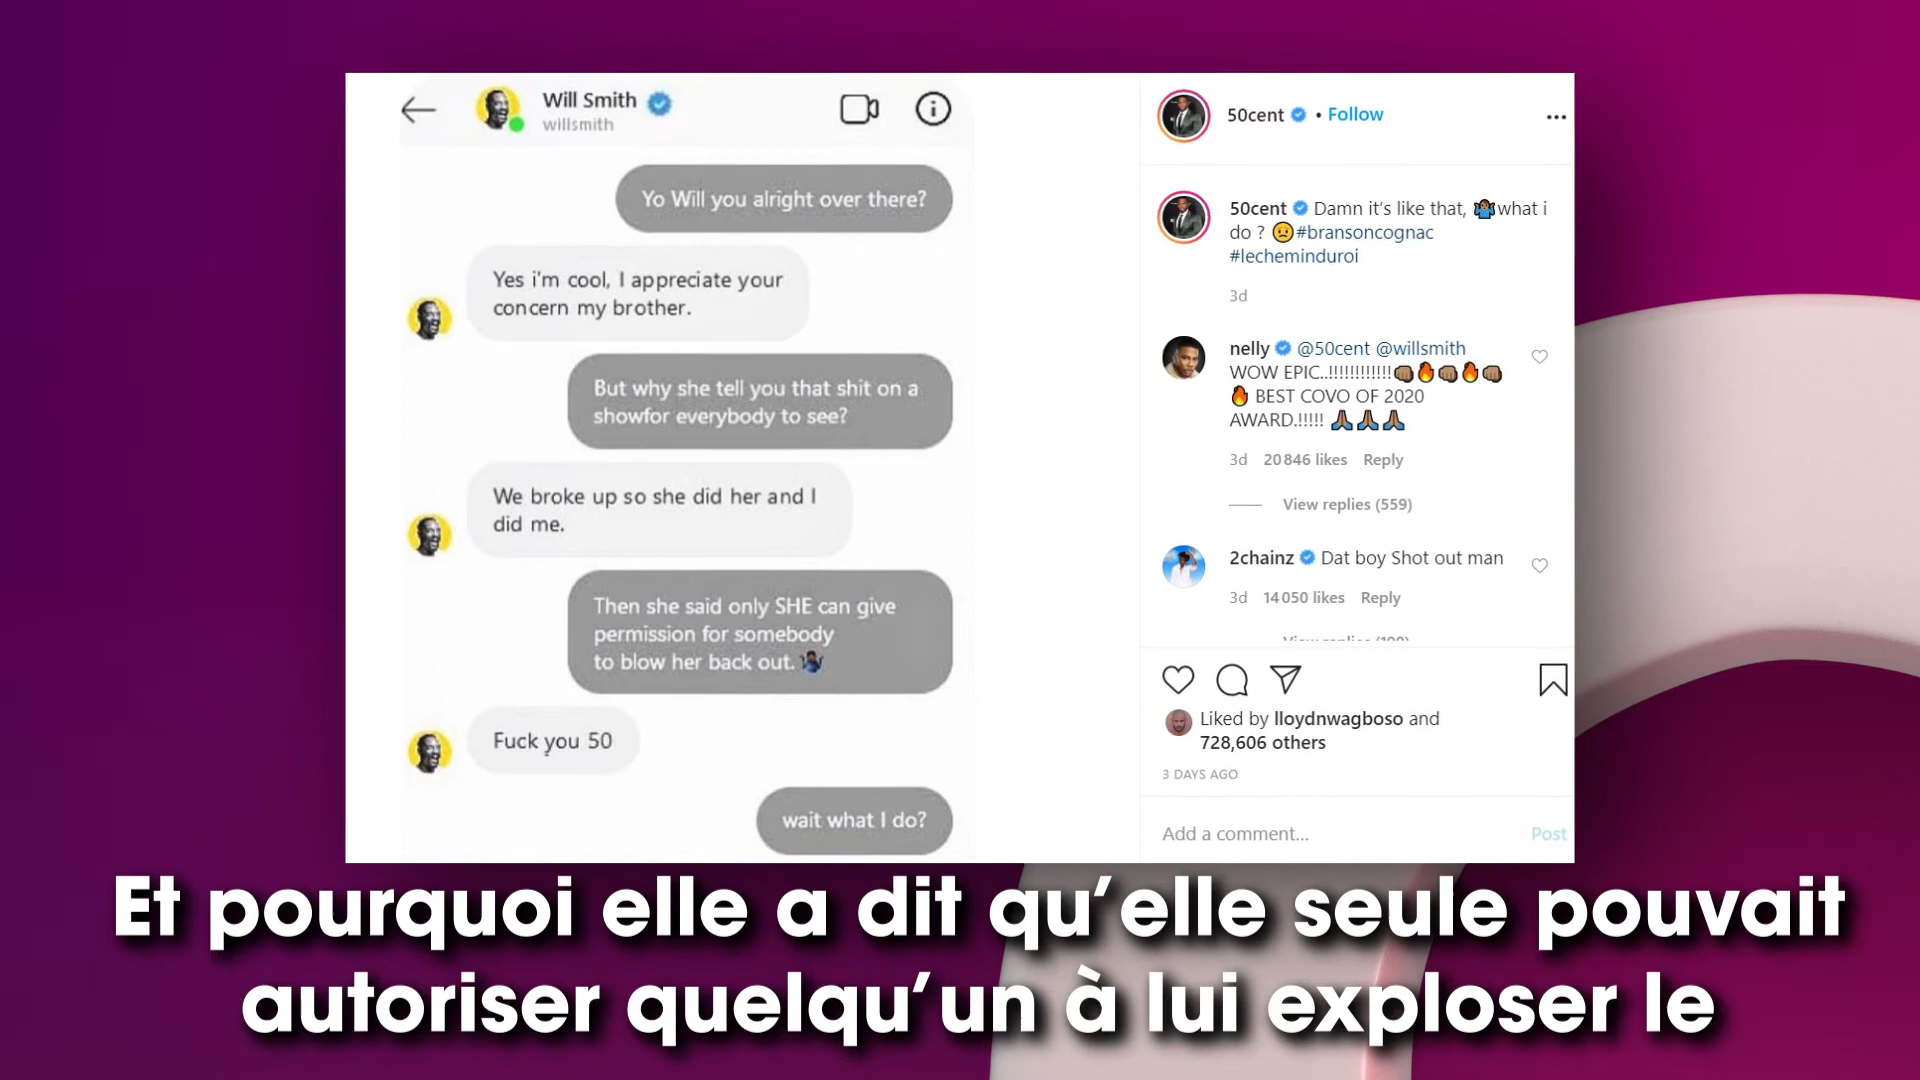 Will Smith
willsmith
Yo Will you alright over there?
Yes i'm cool, I appreciate your
concern my brother.
But why she tell you that shit on a
showfor everybody to see?
We broke up so she did her and I
did me.
Then she said only SHE can give
permission for somebody
to blow her back out. 🤷🏿‍♂️
Fuck you 50
wait what I do?
50cent • Follow
...
50cent Damn it's like that, 🤷🏾‍♂️what i
do ? 😟#bransoncognac
#lecheminduroi
3d
nelly @50cent @willsmith
WOW EPIC..!!!!!!!!!!!!👊🏾🔥👊🏾🔥👊🏾
🔥 BEST COVO OF 2020
AWARD.!!!!! 🙏🏾🙏🏾🙏🏾
3d 20 846 likes Reply
View replies (559)
2chainz Dat boy Shot out man
3d 14 050 likes Reply
Liked by lloydnwagboso and
728,606 others
3 DAYS AGO
Add a comment... Post
Et pourquoi elle a dit qu'elle seule pouvait
autoriser quelqu'un à lui exploser le